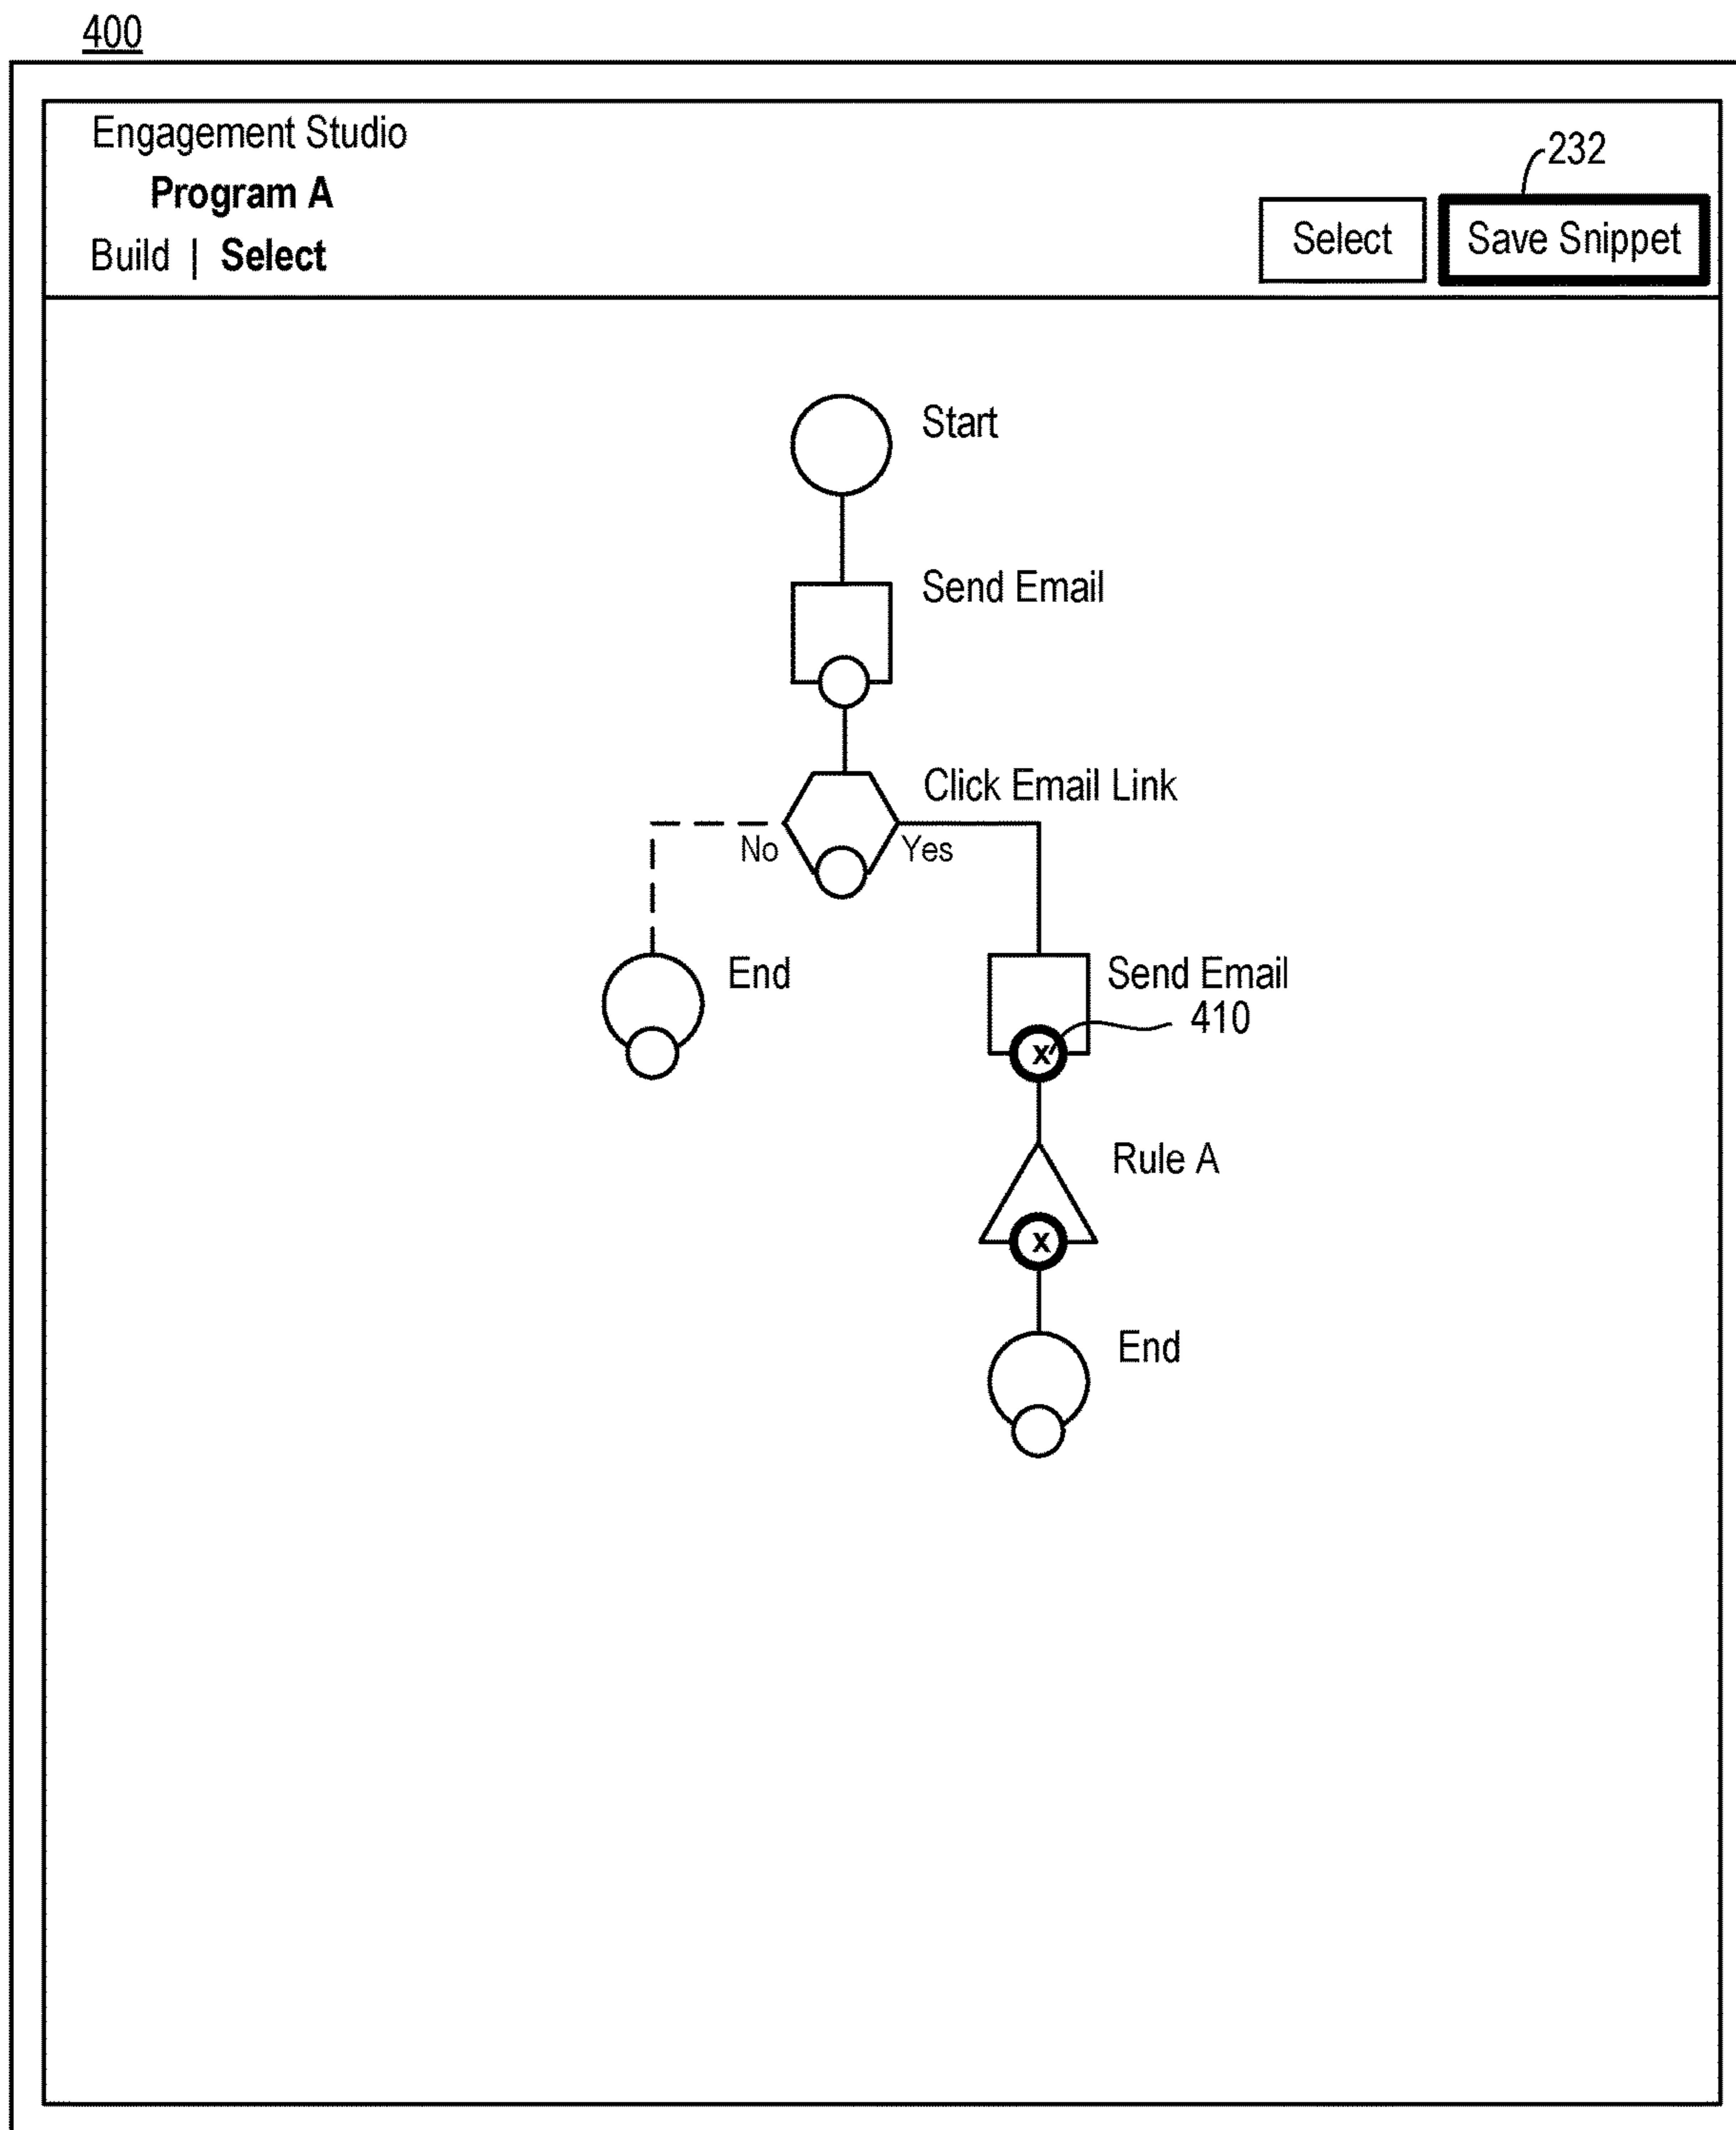 400
Engagement Studio
Program A
Build | Select
232
Select
Save Snippet
Start
Send Email
Click Email Link
No
Yes
End
Send Email
410
x
Rule A
x
End